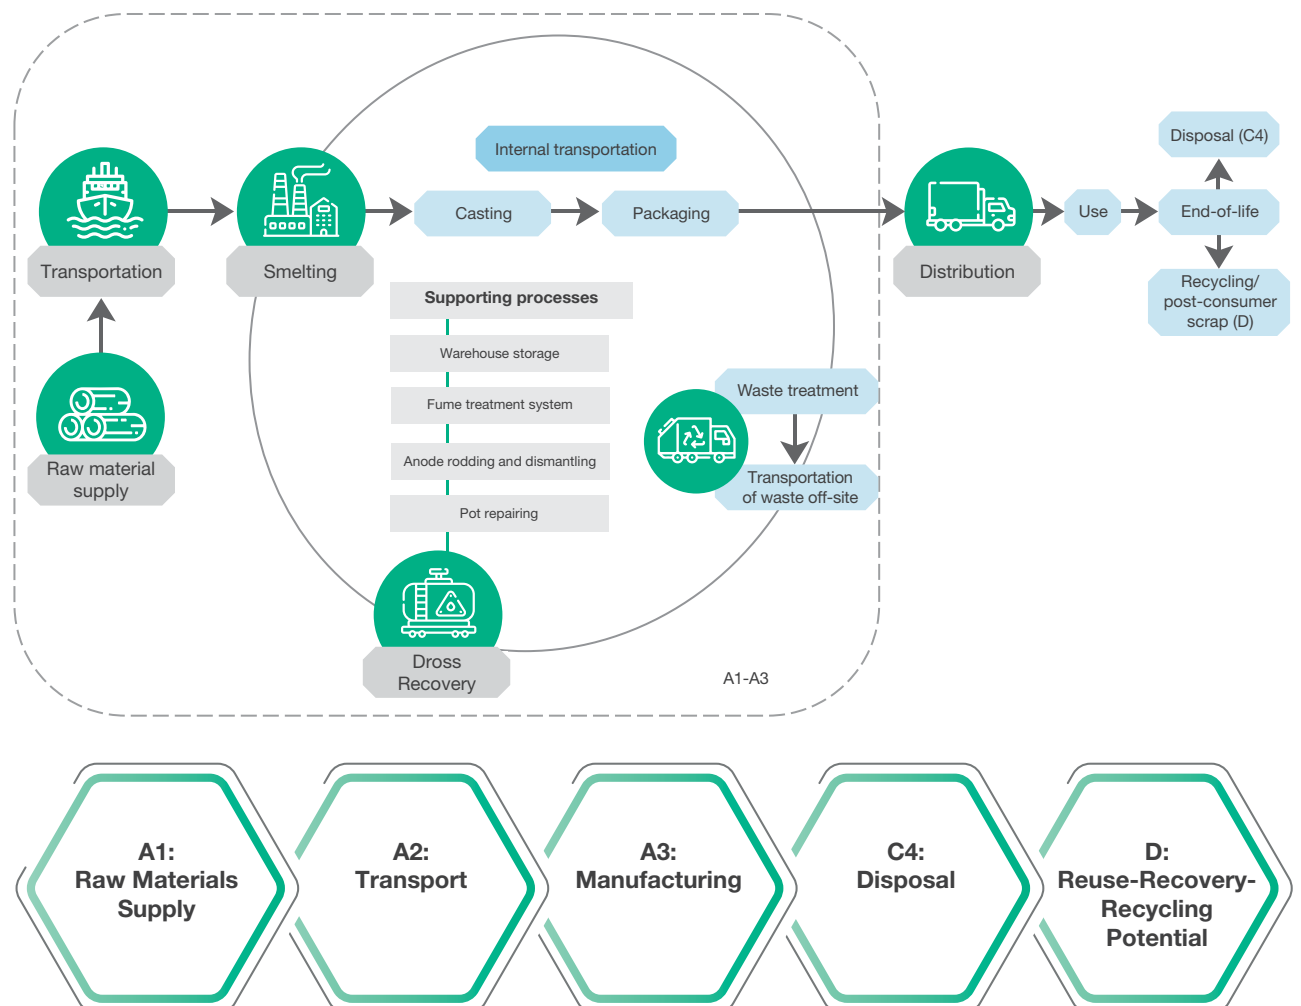 Internal transportation
Disposal (C4)
Casting
Packaging
Use
End-of-life
Transportation
Smelting
Distribution
Recycling/
post-consumer
scrap (D)
Supporting processes
Warehouse storage
Fume treatment system
Anode rodding and dismantling
Pot repairing
Waste treatment
Transportation
of waste off-site
Raw material
supply
Dross
Recovery
A1-A3
A1:
Raw Materials
Supply
A2:
Transport
A3:
Manufacturing
C4:
Disposal
D:
Reuse-Recovery-
Recycling
Potential